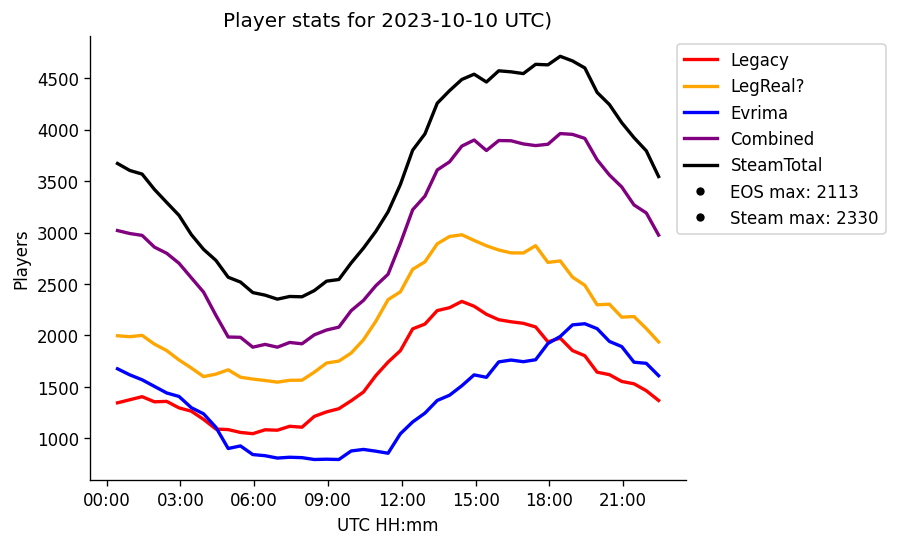 Player stats for 2023-10-10 UTC)
Players
4500
4000
3500
3000
2500
2000
1500
1000
00:00 03:00 06:00 09:00 12:00 15:00 18:00 21:00
UTC HH:mm
Legacy
LegReal?
Evrima
Combined
SteamTotal
EOS max: 2113
Steam max: 2330